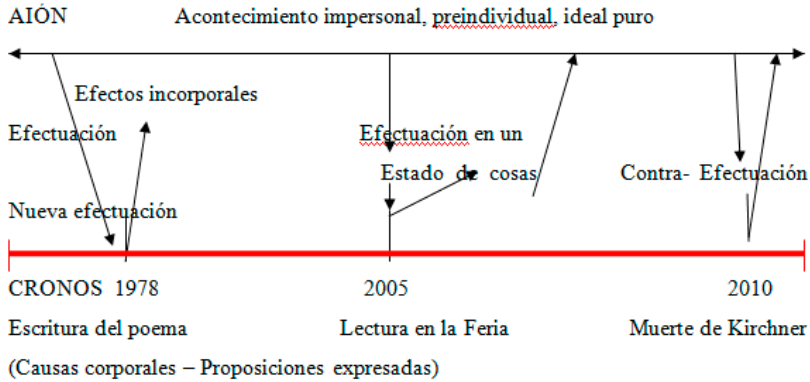 AIÓN Acontecimiento impersonal, preindividual, ideal puro
Efectos incorporales
Efectuación Efectuación en un
Estado de cosas Contra- Efectuación
Nueva efectuación
CRONOS 1978 2005 2010
Escritura del poema Lectura en la Feria Muerte de Kirchner
(Causas corporales – Proposiciones expresadas)